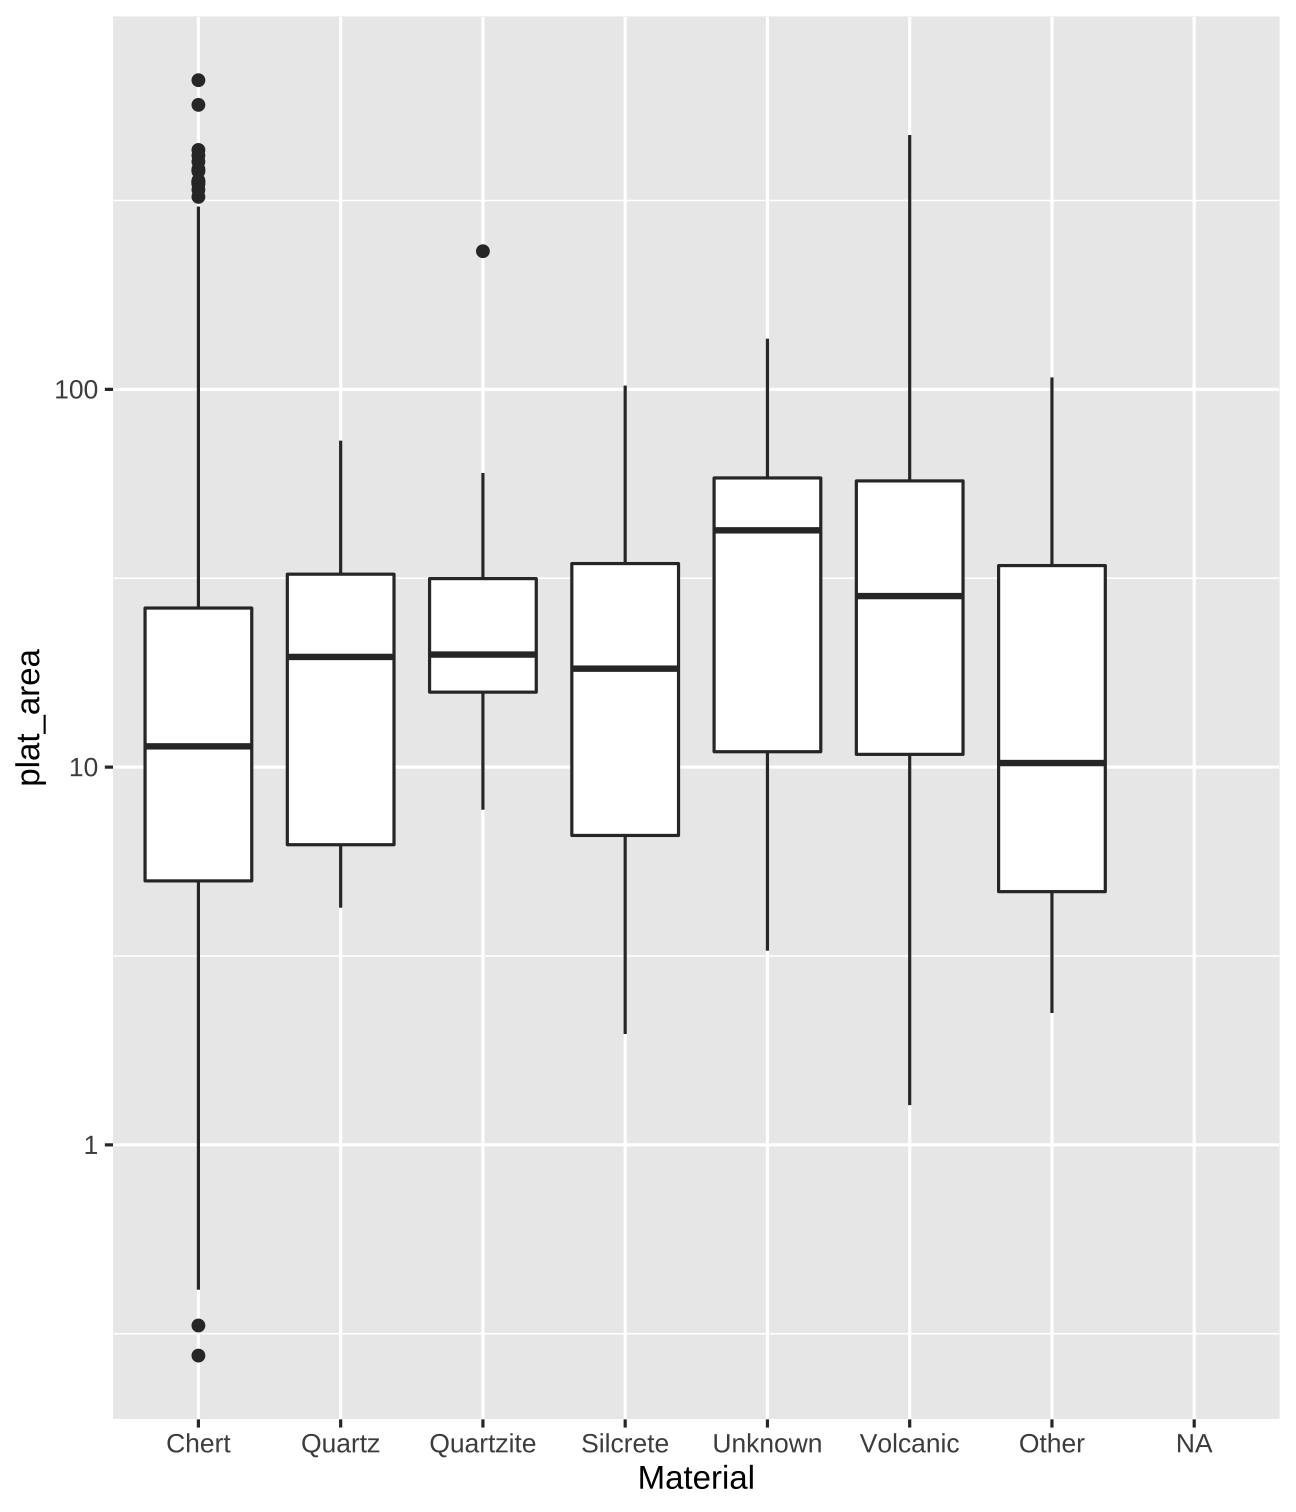 plat_area
100
10
1
Chert Quartz Quartzite Silcrete Unknown Volcanic Other NA
Material